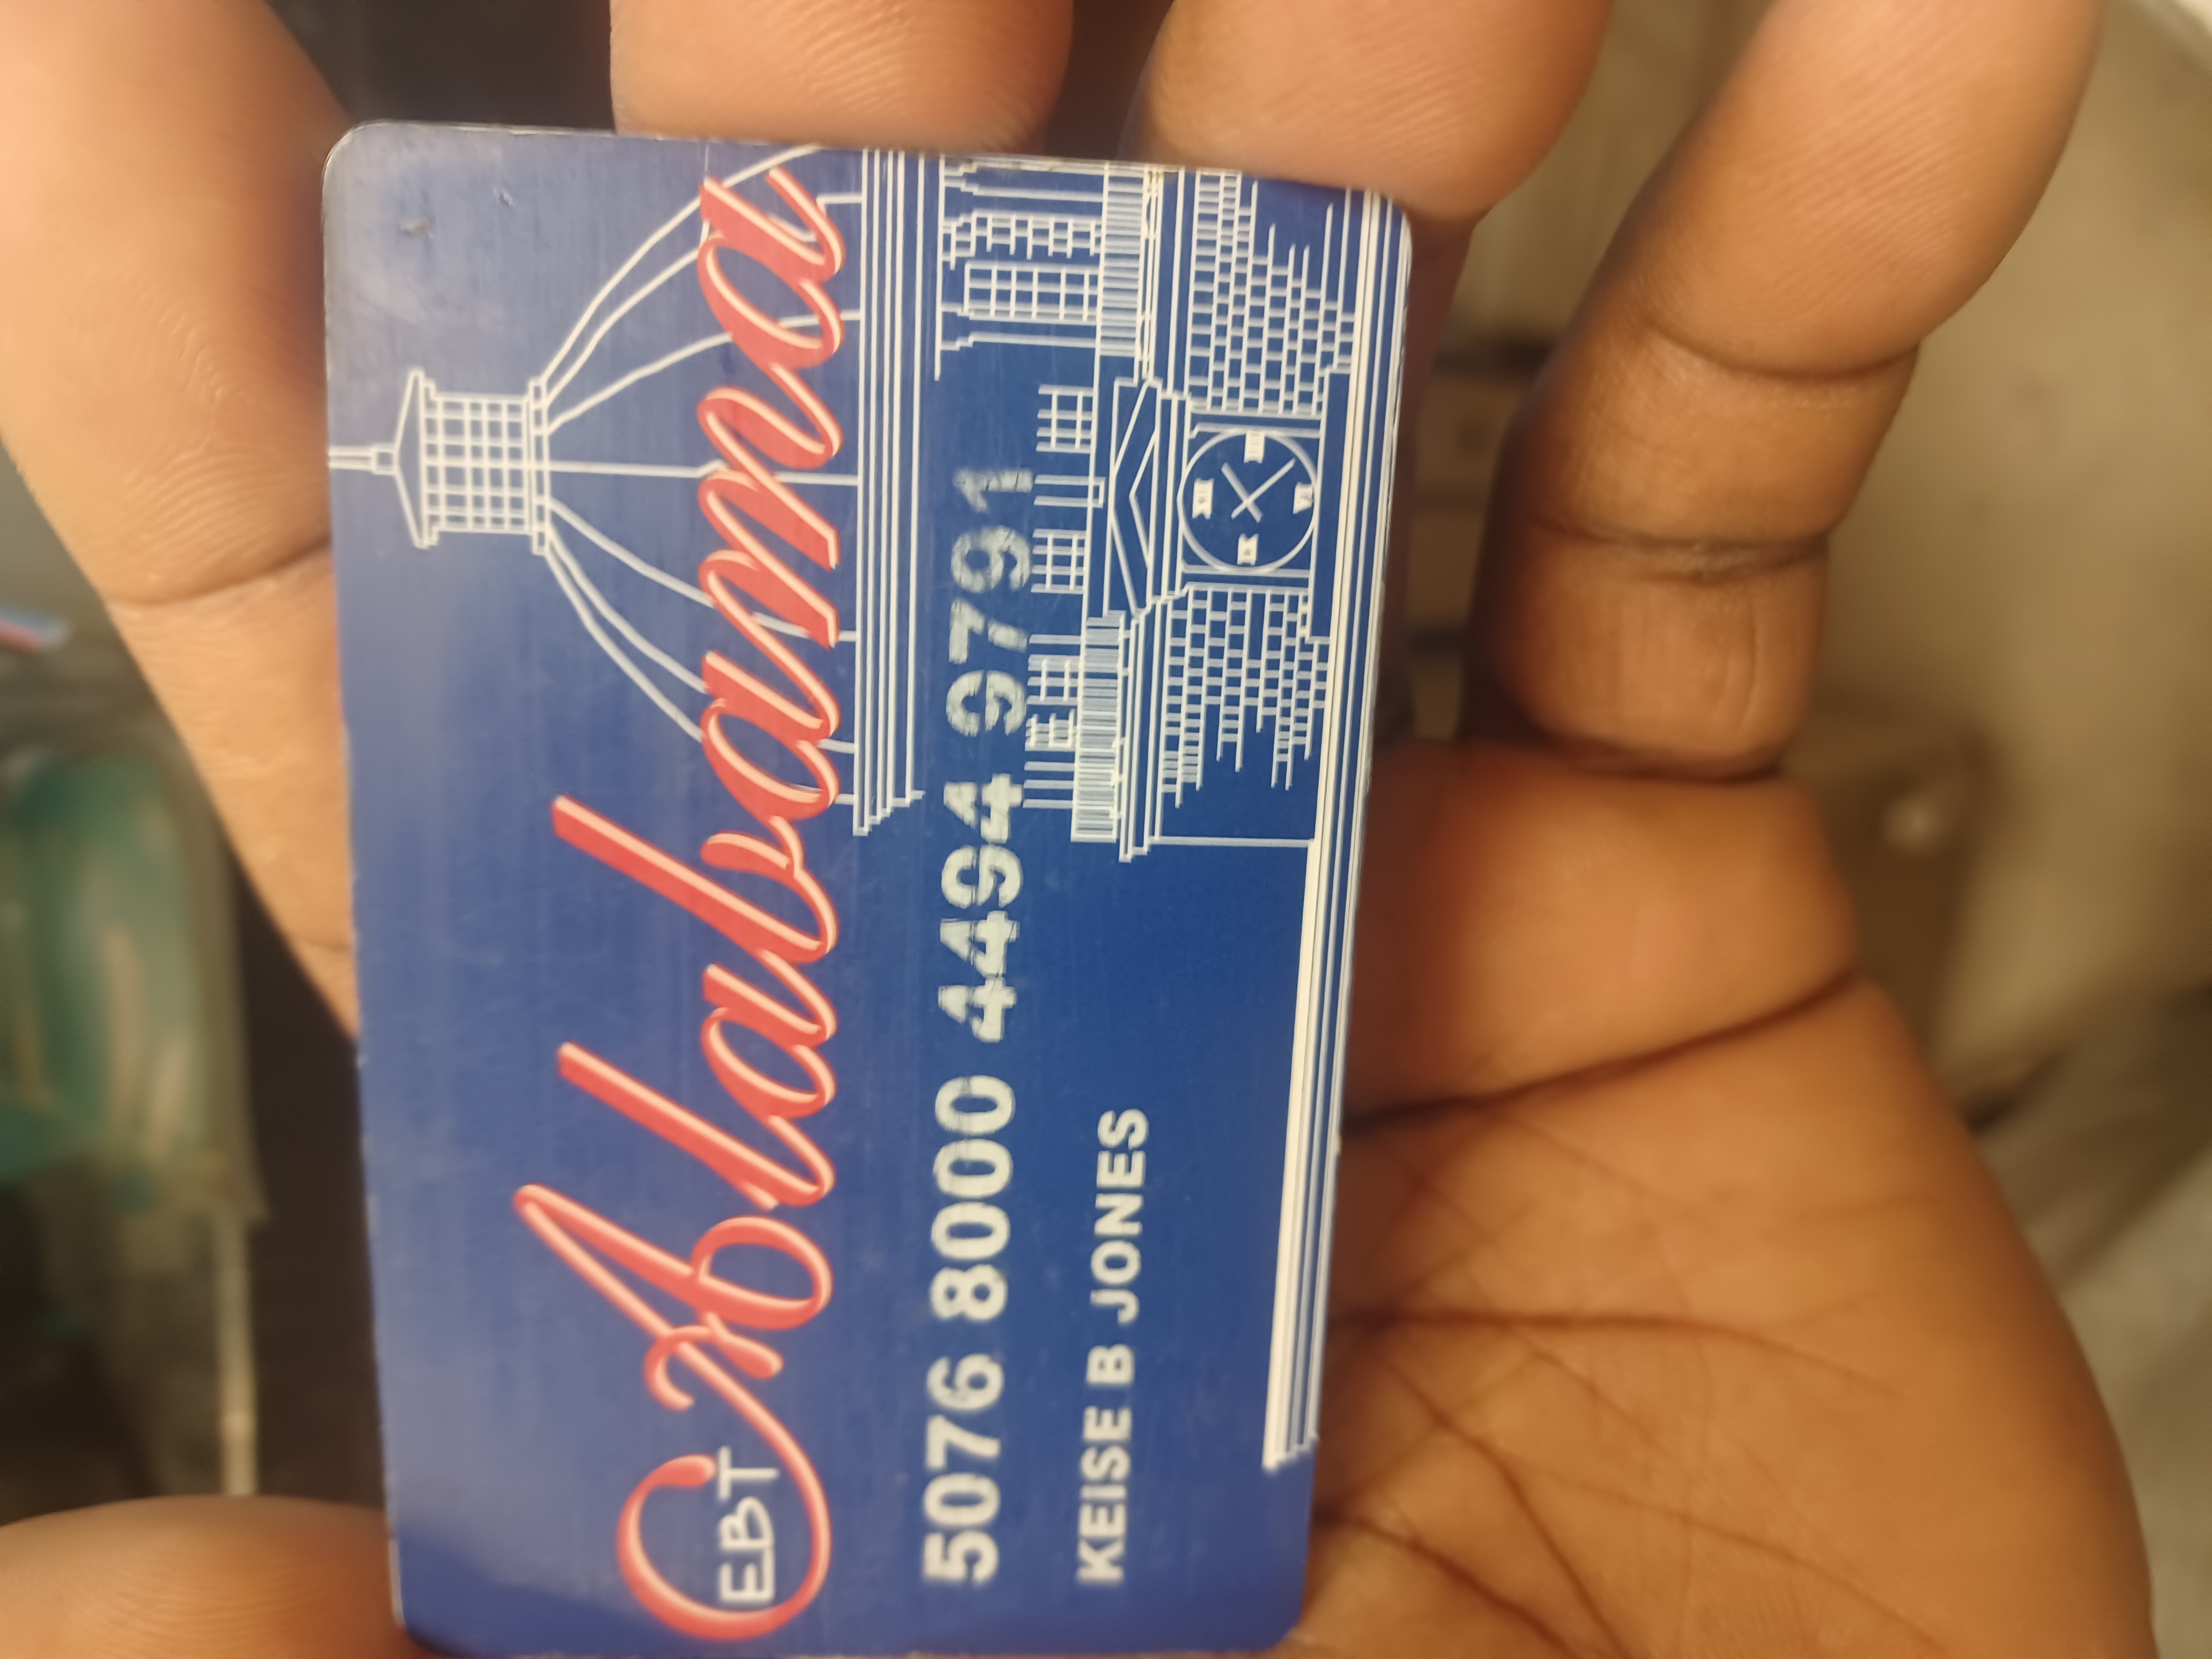 EBT Alabama
5076 8000 4494 9791
KEISE B JONES